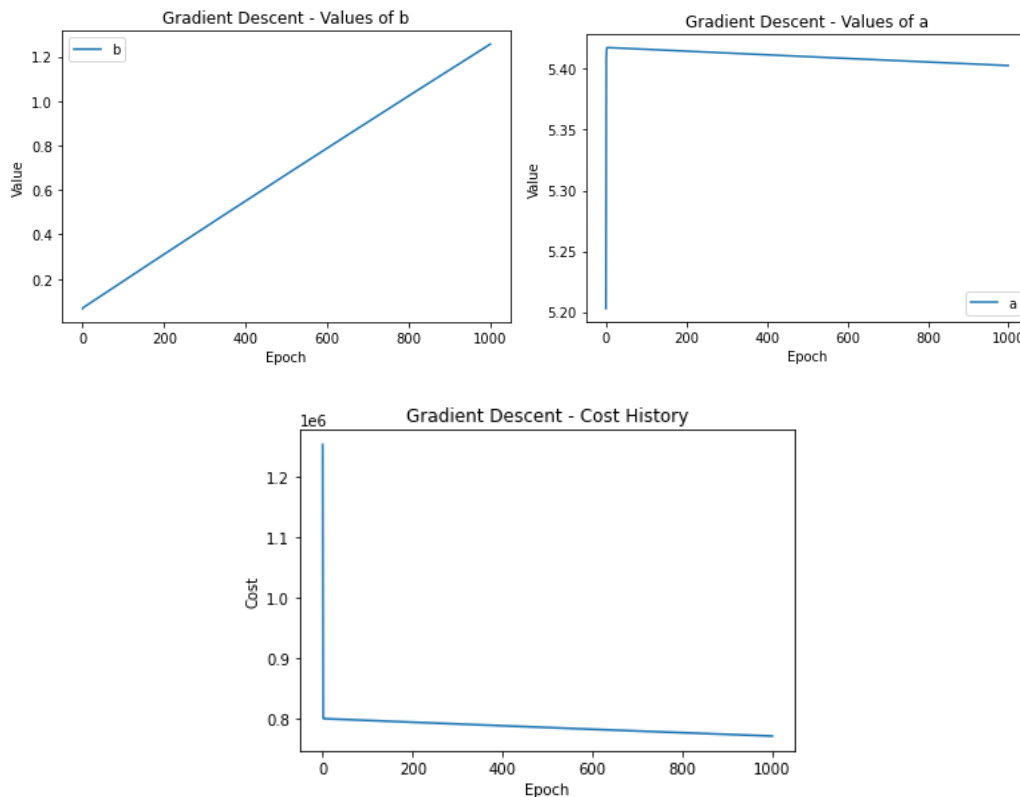 Gradient Descent - Values of b
Value
1.2
1.0
0.8
0.6
0.4
0.2
b
0 200 400 600 800 1000
Epoch
Gradient Descent - Values of a
Value
5.40
5.35
5.30
5.25
5.20
a
0 200 400 600 800 1000
Epoch
Gradient Descent - Cost History
1e6
Cost
1.2
1.1
1.0
0.9
0.8
0 200 400 600 800 1000
Epoch